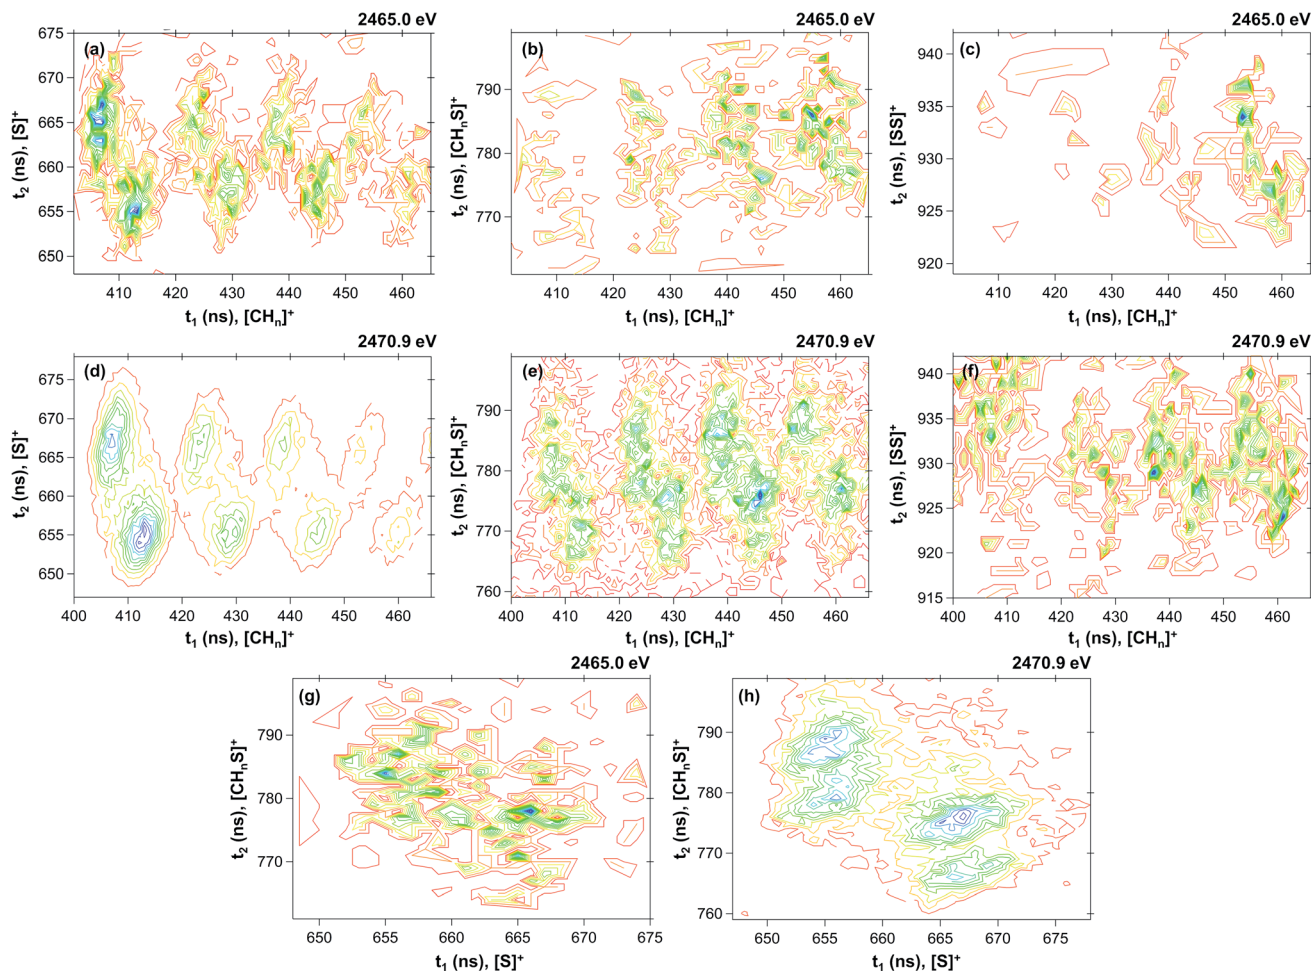 2465.0 eV 2465.0 eV 2465.0 eV
(a) (b) (c)
t₂ (ns), [S]⁺
675
670
665
660
655
650
410 420 430 440 450 460
t₁ (ns), [CHₙ]⁺
t₂ (ns), [CHₙS]⁺
790
780
770
410 420 430 440 450 460
t₁ (ns), [CHₙ]⁺
t₂ (ns), [SS]⁺
940
935
930
925
920
410 420 430 440 450 460
t₁ (ns), [CHₙ]⁺
2470.9 eV 2470.9 eV 2470.9 eV
(d) (e) (f)
t₂ (ns), [S]⁺
675
670
660
655
650
400 410 420 430 440 450 460
t₁ (ns), [CHₙ]⁺
t₂ (ns), [CHₙS]⁺
790
780
770
760
400 410 420 430 440 450 460
t₁ (ns), [CHₙ]⁺
t₂ (ns), [SS]⁺
940
935
930
925
920
915
400 410 420 430 440 450 460
t₁ (ns), [CHₙ]⁺
2465.0 eV 2470.9 eV
(g) (h)
t₂ (ns), [CHₙS]⁺
790
780
770
650 655 660 665 670 675
t₁ (ns), [S]⁺
t₂ (ns), [CHₙS]⁺
790
780
770
760
650 655 660 665 670 675
t₁ (ns), [S]⁺